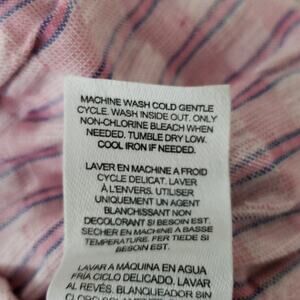 MACHINE WASH COLD GENTLE
CYCLE. WASH INSIDE OUT. ONLY
NON-CHLORINE BLEACH WHEN
NEEDED. TUMBLE DRY LOW.
COOL IRON IF NEEDED.
LAVER EN MACHINE A FROID
CYCLE DELICAT. LAVER
À L'ENVERS. UTILISER
UNIQUEMENT UN AGENT
BLANCHISSANT NON
DECOLORANT SI BESOIN EST.
SECHER EN MACHINE A BASSE
TEMPERATURE. FER TIEDE SI
BESOIN EST.
LAVAR A MÁQUINA EN AGUA
FRÍA CICLO DELICADO. LAVAR
AL REVÉS. BLANQUEADOR SIN